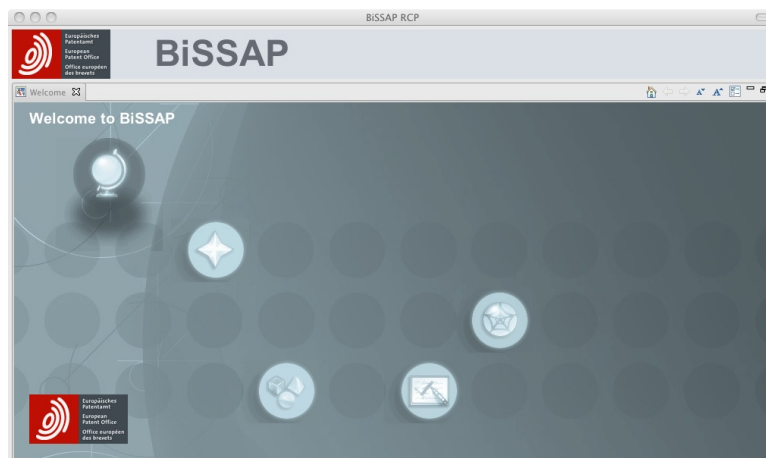 BiSSAP RCP
Europäisches
Patentamt
European
Patent Office
Office européen
des brevets
BiSSAP
Welcome
A A
Welcome to BiSSAP
Europäisches
Patentamt
European
Patent Office
Office européen
des brevets